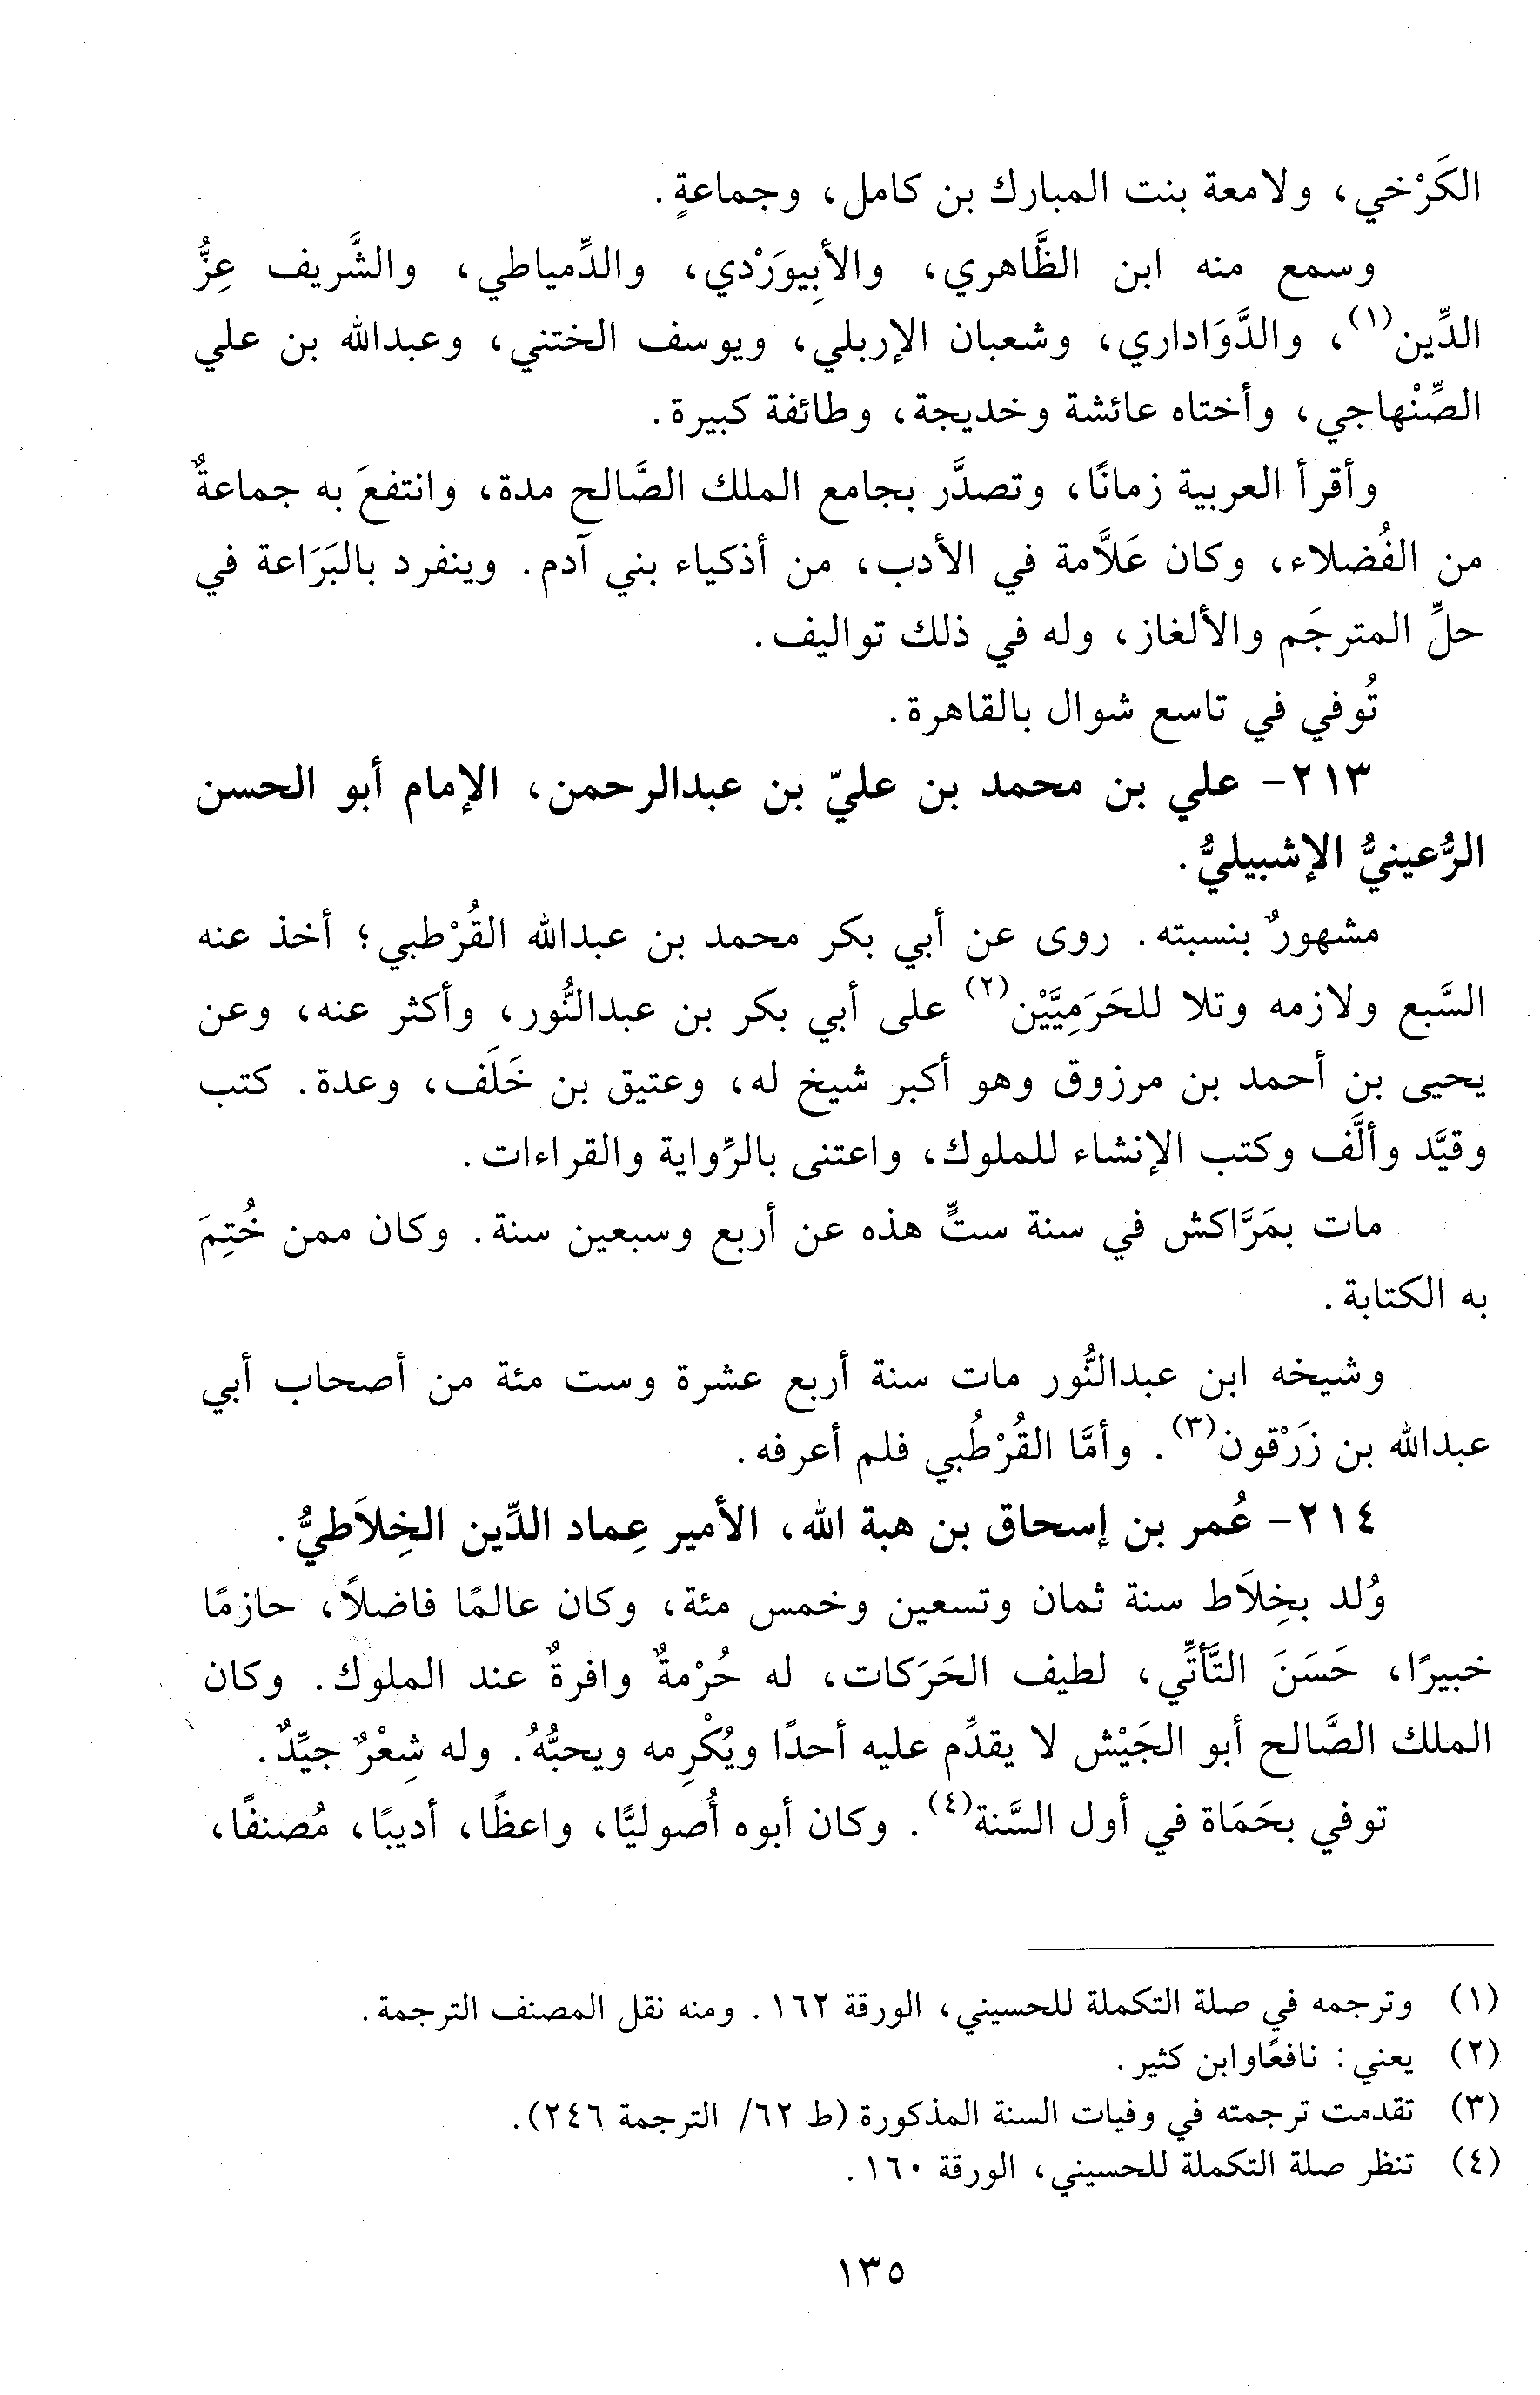 الكَرْخي، ولامعة بنت المبارك بن كامل، وجماعةٍ.
وسمع منه ابن الظَّاهري، والأبِيوَرْدي، والدِّمياطي، والشَّريف عِزُّ
الدِّين(١)، والدَّوَاداري، وشعبان الإربلي، ويوسف الختني، وعبدالله بن علي
الصِّنْهاجي، وأختاه عائشة وخديجة، وطائفة كبيرة.
وأقرأ العربية زمانًا، وتصدَّر بجامع الملك الصَّالح مدة، وانتفعَ به جماعةٌ
من الفُضلاء، وكان عَلاَّمة في الأدب، من أذكياء بني آدم. وينفرد بالبَرَاعة في
حلِّ المترجَم والألغاز، وله في ذلك تواليف.
تُوفي في تاسع شوال بالقاهرة.
٢١٣- علي بن محمد بن عليّ بن عبدالرحمن، الإمام أبو الحسن
الرُّعينيُّ الإشبيليُّ.
مشهورٌ بنسبته. روى عن أبي بكر محمد بن عبدالله القُرْطبي؛ أخذ عنه
السَّبع ولازمه وتلا للحَرَمِيَّيْن(٢) على أبي بكر بن عبدالنُّور، وأكثر عنه، وعن
يحيى بن أحمد بن مرزوق وهو أكبر شيخ له، وعتيق بن خَلَف، وعدة. كتب
وقيَّد وألَّف وكتب الإنشاء للملوك، واعتنى بالرِّواية والقراءات.
مات بمَرَّاكش في سنة ستٍّ هذه عن أربع وسبعين سنة. وكان ممن خُتِمَ
به الكتابة.
وشيخه ابن عبدالنُّور مات سنة أربع عشرة وست مئة من أصحاب أبي
عبدالله بن زَرْقون(٣). وأمَّا القُرْطُبي فلم أعرفه.
٢١٤- عُمر بن إسحاق بن هبة الله، الأمير عِماد الدِّين الخِلاَطيُّ.
وُلد بخِلاَط سنة ثمان وتسعين وخمس مئة، وكان عالمًا فاضلاً، حازمًا
خبيرًا، حَسَنَ التَّأتِّي، لطيف الحَرَكات، له حُرْمةٌ وافرةٌ عند الملوك. وكان
الملك الصَّالح أبو الجَيْش لا يقدِّم عليه أحدًا ويُكْرِمه ويحبُّهُ. وله شِعْرٌ جيِّدٌ.
توفي بحَمَاة في أول السَّنة(٤). وكان أبوه أُصوليًّا، واعظًا، أديبًا، مُصنفًا،
(١) وترجمه في صلة التكملة للحسيني، الورقة ١٦٢. ومنه نقل المصنف الترجمة.
(٢) يعني: نافعًاوابن كثير.
(٣) تقدمت ترجمته في وفيات السنة المذكورة (ط ٦٢/ الترجمة ٢٤٦).
(٤) تنظر صلة التكملة للحسيني، الورقة ١٦٠.
١٣٥